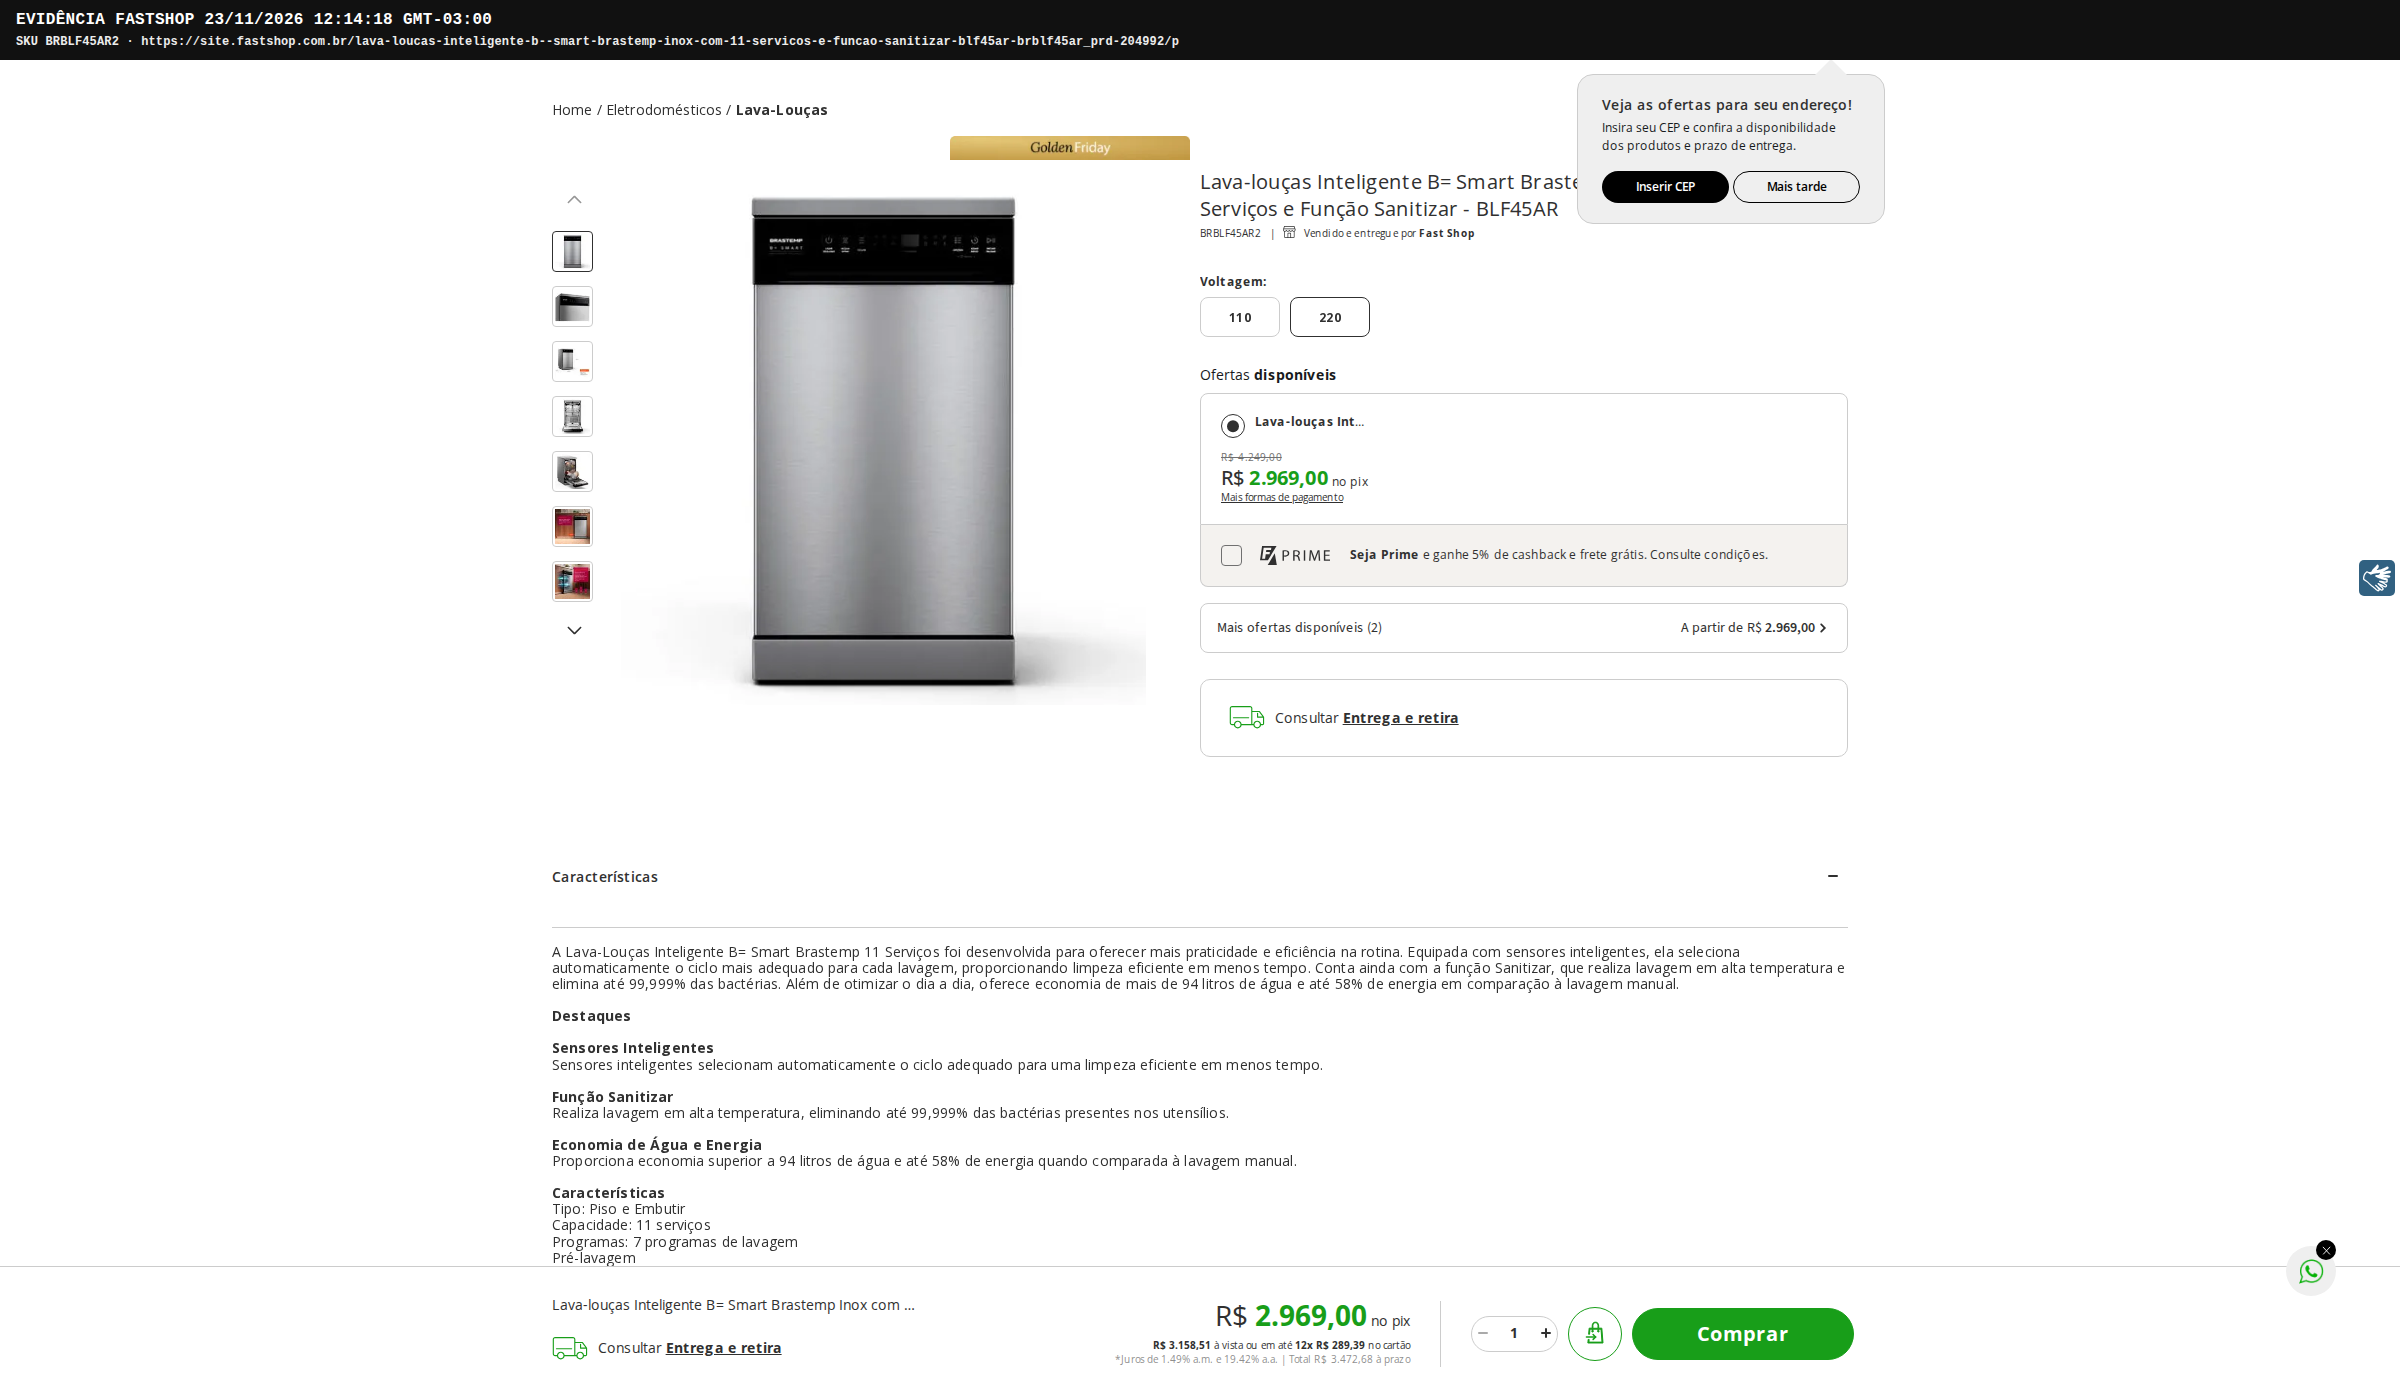 EVIDÊNCIA FASTSHOP 23/11/2026 12:14:18 GMT-03:00
SKU BRBLF45AR2 · https://site.fastshop.com.br/lava-loucas-inteligente-b--smart-brastemp-inox-com-11-servicos-e-funcao-sanitizar-blf45ar-brblf45ar_prd-204992/p
Home / Eletrodomésticos / Lava-Louças
Golden Friday
Veja as ofertas para seu endereço!
Insira seu CEP e confira a disponibilidade
dos produtos e prazo de entrega.
Inserir CEP
Mais tarde
Lava-louças Inteligente B= Smart Braste
Serviços e Função Sanitizar - BLF45AR
BRBLF45AR2 | Vendido e entregue por Fast Shop
BRASTEMP
B= SMART
Voltagem:
110
220
Ofertas disponíveis
Lava-louças Int...
R$ 4.249,00
R$ 2.969,00 no pix
Mais formas de pagamento
PRIME
Seja Prime e ganhe 5% de cashback e frete grátis. Consulte condições.
Mais ofertas disponíveis (2)
A partir de R$ 2.969,00
Consultar Entrega e retira
Características
A Lava-Louças Inteligente B= Smart Brastemp 11 Serviços foi desenvolvida para oferecer mais praticidade e eficiência na rotina. Equipada com sensores inteligentes, ela seleciona
automaticamente o ciclo mais adequado para cada lavagem, proporcionando limpeza eficiente em menos tempo. Conta ainda com a função Sanitizar, que realiza lavagem em alta temperatura e
elimina até 99,999% das bactérias. Além de otimizar o dia a dia, oferece economia de mais de 94 litros de água e até 58% de energia em comparação à lavagem manual.
Destaques
Sensores Inteligentes
Sensores inteligentes selecionam automaticamente o ciclo adequado para uma limpeza eficiente em menos tempo.
Função Sanitizar
Realiza lavagem em alta temperatura, eliminando até 99,999% das bactérias presentes nos utensílios.
Economia de Água e Energia
Proporciona economia superior a 94 litros de água e até 58% de energia quando comparada à lavagem manual.
Características
Tipo: Piso e Embutir
Capacidade: 11 serviços
Programas: 7 programas de lavagem
Pré-lavagem
Lava-louças Inteligente B= Smart Brastemp Inox com ...
Consultar Entrega e retira
R$ 2.969,00 no pix
R$ 3.158,51 à vista ou em até 12x R$ 289,39 no cartão
*Juros de 1.49% a.m. e 19.42% a.a. | Total R$ 3.472,68 à prazo
1
Comprar